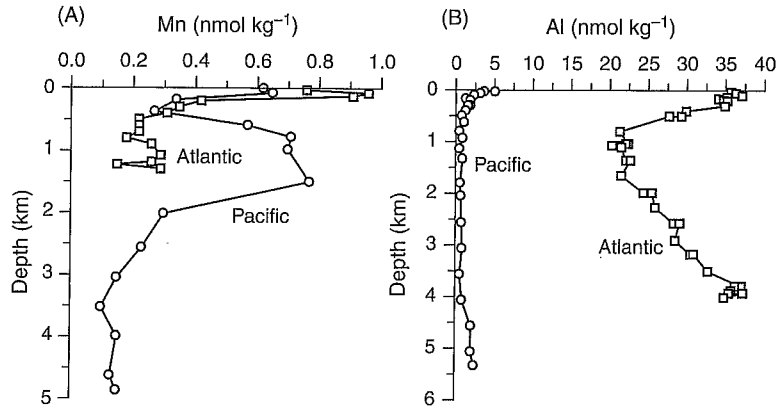 (A)
Mn (nmol kg⁻¹)
0.0 0.2 0.4 0.6 0.8 1.0
0
1
2
3
4
5
Depth (km)
Atlantic
Pacific
(B)
Al (nmol kg⁻¹)
0 5 10 15 20 25 30 35 40
0
1
2
3
4
5
6
Depth (km)
Pacific
Atlantic